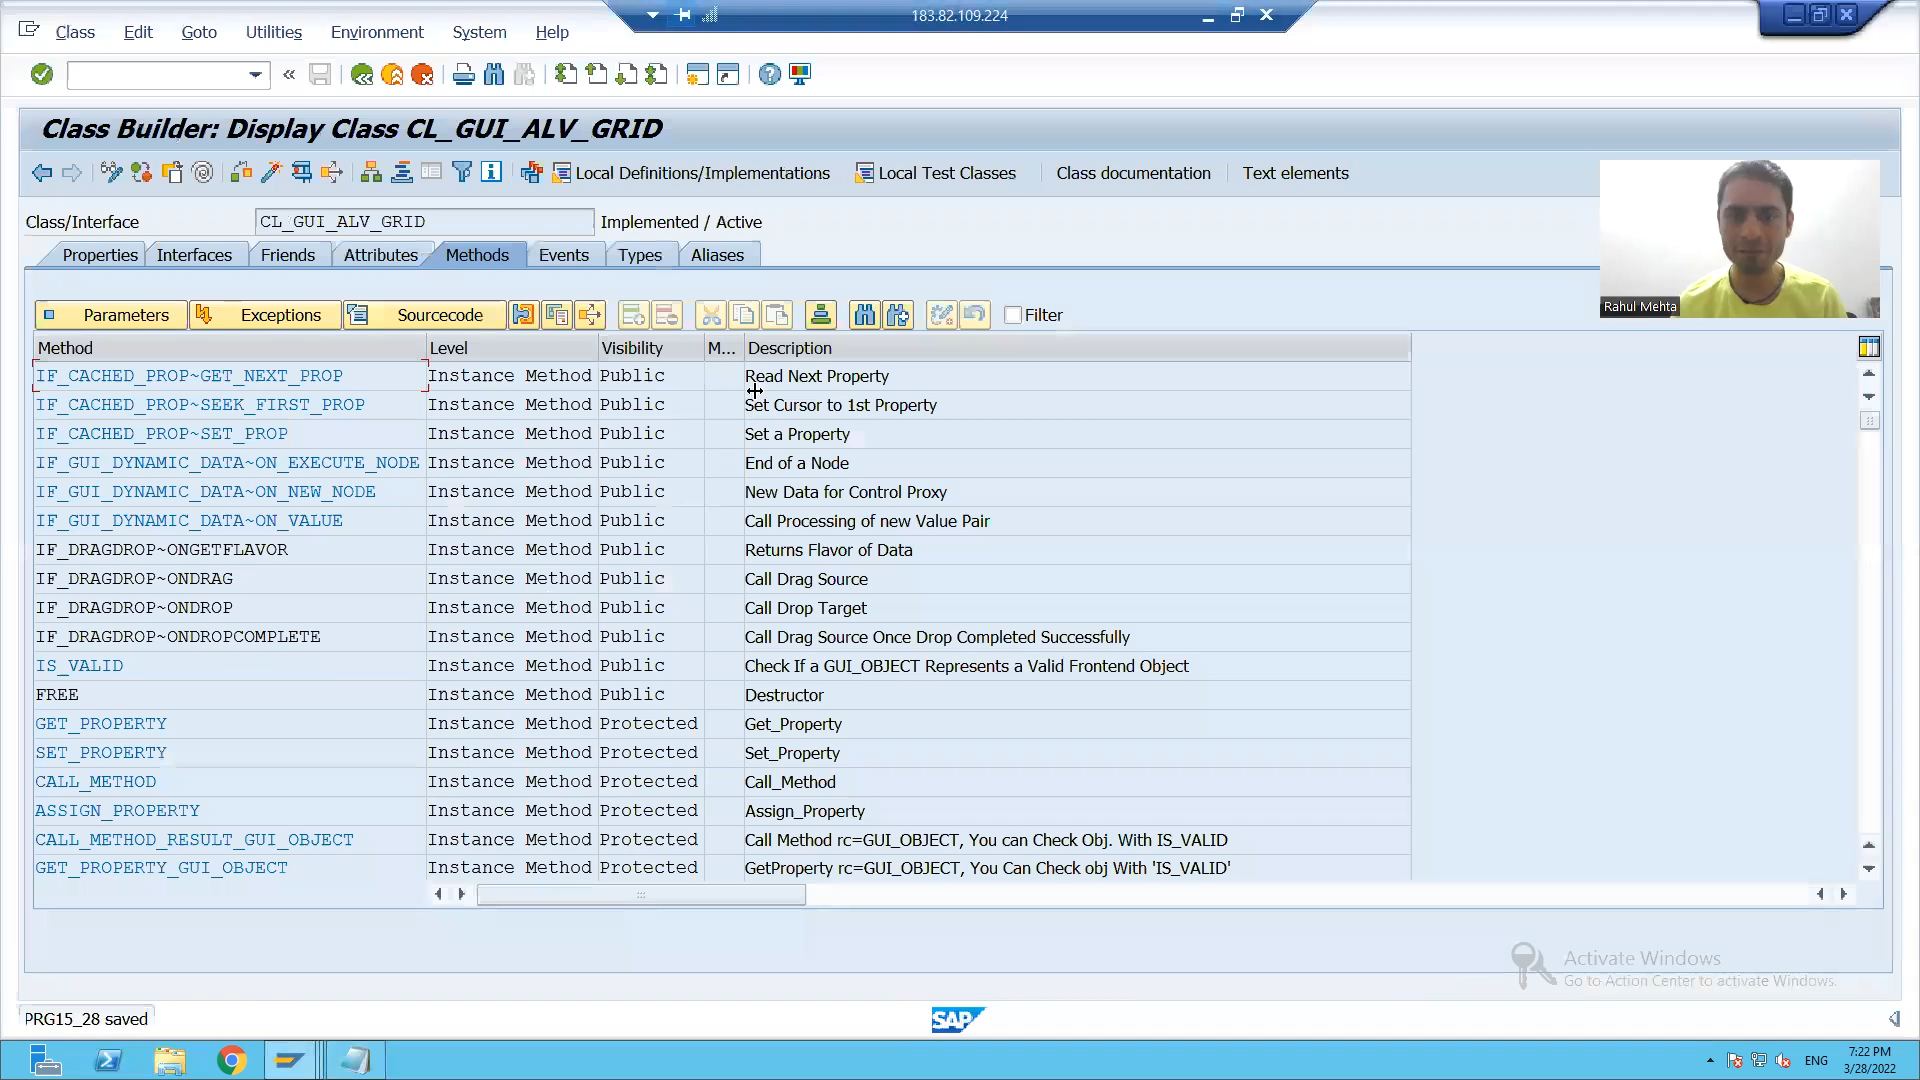 183.82.109.224
Class Edit Goto Utilities Environment System Help
Class Builder: Display Class CL_GUI_ALV_GRID
Local Definitions/Implementations Local Test Classes Class documentation Text elements
Class/Interface CL_GUI_ALV_GRID Implemented / Active
Properties Interfaces Friends Attributes Methods Events Types Aliases
Rahul Mehta
Parameters Exceptions Sourcecode Filter
Method Level Visibility M... Description
IF_CACHED_PROP~GET_NEXT_PROP Instance Method Public Read Next Property
IF_CACHED_PROP~SEEK_FIRST_PROP Instance Method Public Set Cursor to 1st Property
IF_CACHED_PROP~SET_PROP Instance Method Public Set a Property
IF_GUI_DYNAMIC_DATA~ON_EXECUTE_NODE Instance Method Public End of a Node
IF_GUI_DYNAMIC_DATA~ON_NEW_NODE Instance Method Public New Data for Control Proxy
IF_GUI_DYNAMIC_DATA~ON_VALUE Instance Method Public Call Processing of new Value Pair
IF_DRAGDROP~ONGETFLAVOR Instance Method Public Returns Flavor of Data
IF_DRAGDROP~ONDRAG Instance Method Public Call Drag Source
IF_DRAGDROP~ONDROP Instance Method Public Call Drop Target
IF_DRAGDROP~ONDROPCOMPLETE Instance Method Public Call Drag Source Once Drop Completed Successfully
IS_VALID Instance Method Public Check If a GUI_OBJECT Represents a Valid Frontend Object
FREE Instance Method Public Destructor
GET_PROPERTY Instance Method Protected Get_Property
SET_PROPERTY Instance Method Protected Set_Property
CALL_METHOD Instance Method Protected Call_Method
ASSIGN_PROPERTY Instance Method Protected Assign_Property
CALL_METHOD_RESULT_GUI_OBJECT Instance Method Protected Call Method rc=GUI_OBJECT, You can Check Obj. With IS_VALID
GET_PROPERTY_GUI_OBJECT Instance Method Protected GetProperty rc=GUI_OBJECT, You Can Check obj With 'IS_VALID'
Activate Windows
Go to Action Center to activate Windows.
PRG15_28 saved
SAP
ENG
7:22 PM
3/28/2022